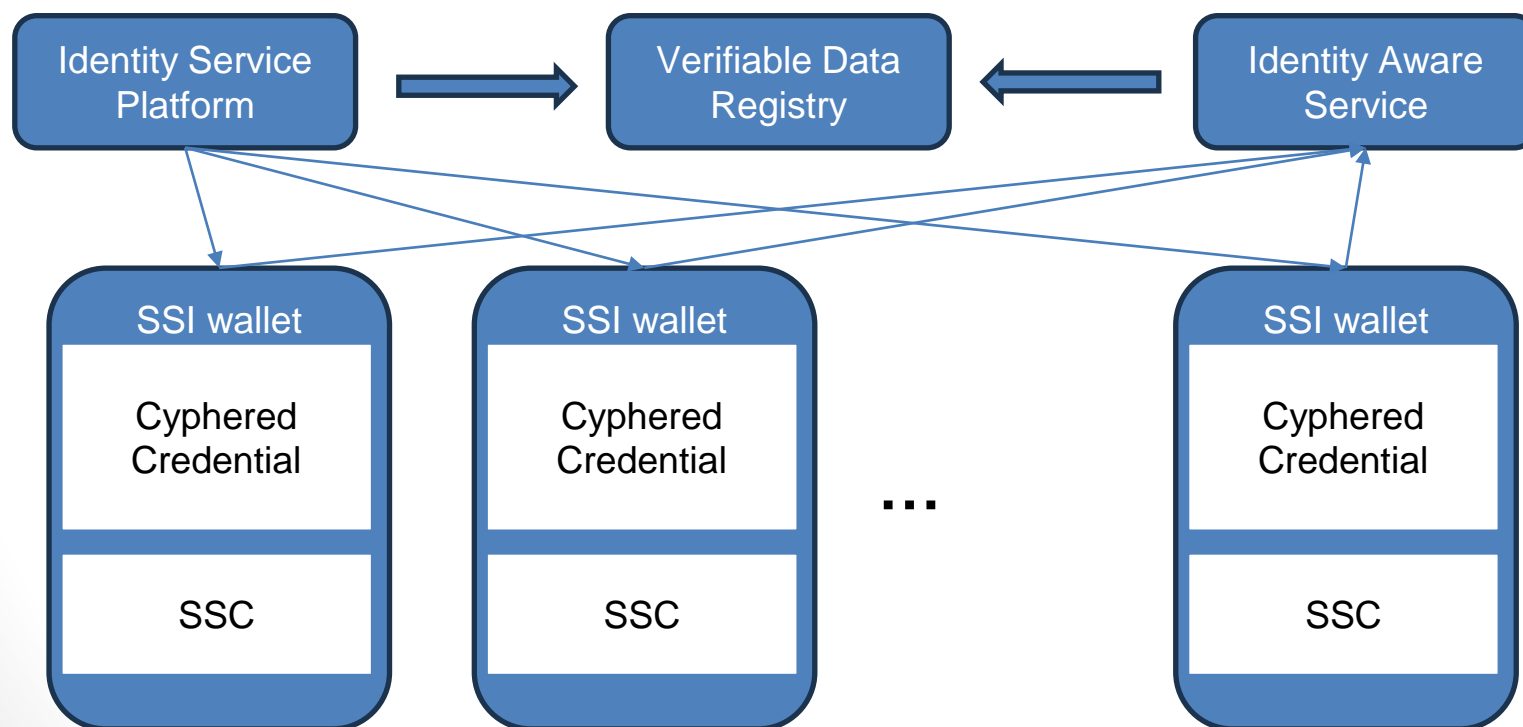 Identity Service
Platform
Verifiable Data
Registry
Identity Aware
Service
SSI wallet
Cyphered
Credential
SSC
SSI wallet
Cyphered
Credential
SSC
...
SSI wallet
Cyphered
Credential
SSC